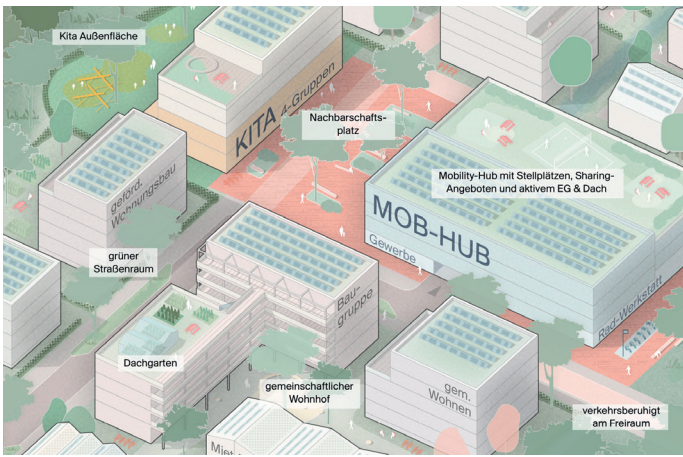 Kita Außenfläche
KITA 4-Gruppen
Nachbarschafts-
platz
Mobility-Hub mit Stellplätzen, Sharing-
Angeboten und aktivem EG & Dach
geförd.
Wohnungsbau
MOB-HUB
Gewerbe
grüner
Straßenraum
Bau-
gruppe
Rad-Werkstatt
Dachgarten
gemeinschaftlicher
Wohnhof
gem.
Wohnen
verkehrsberuhigt
am Freiraum